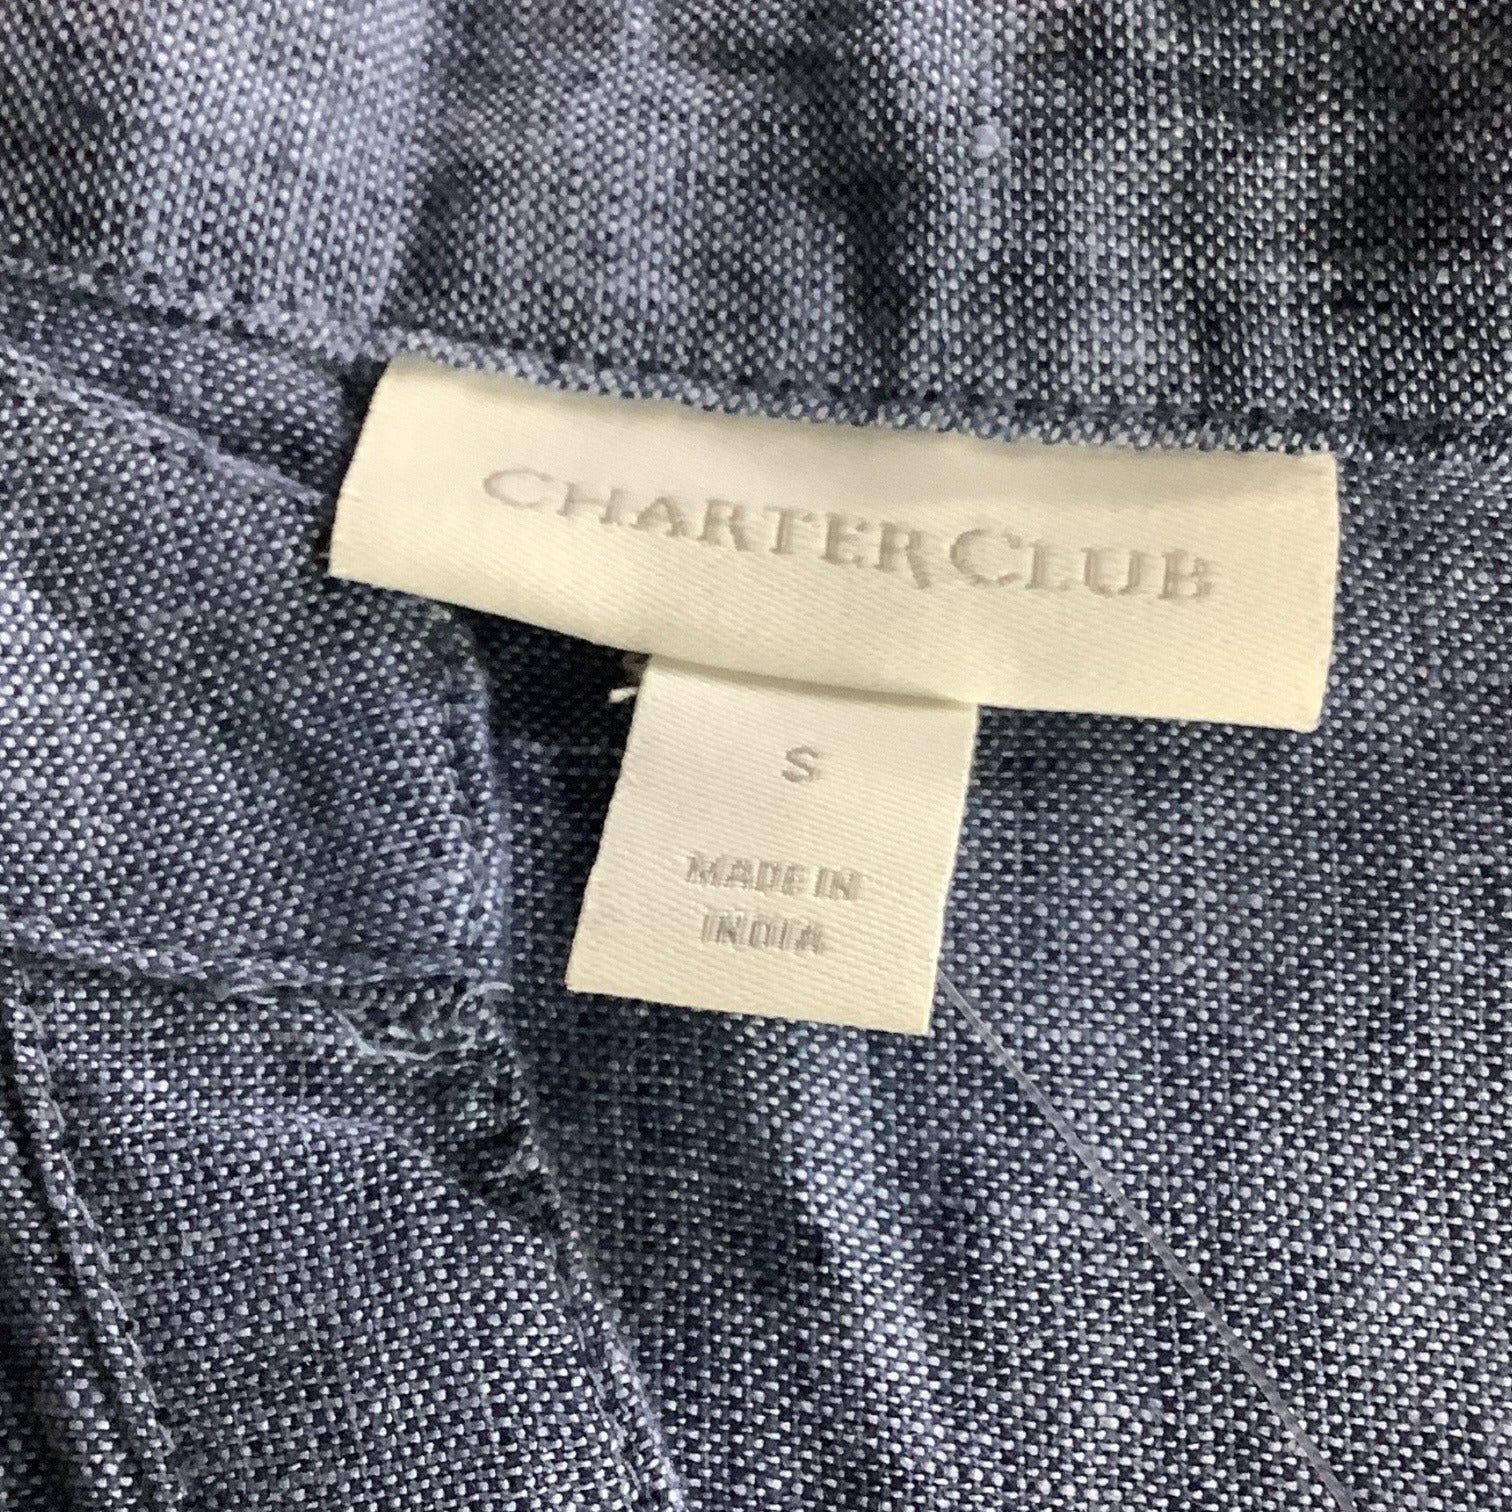 CHARTER CLUB
S
MADE IN
INDIA